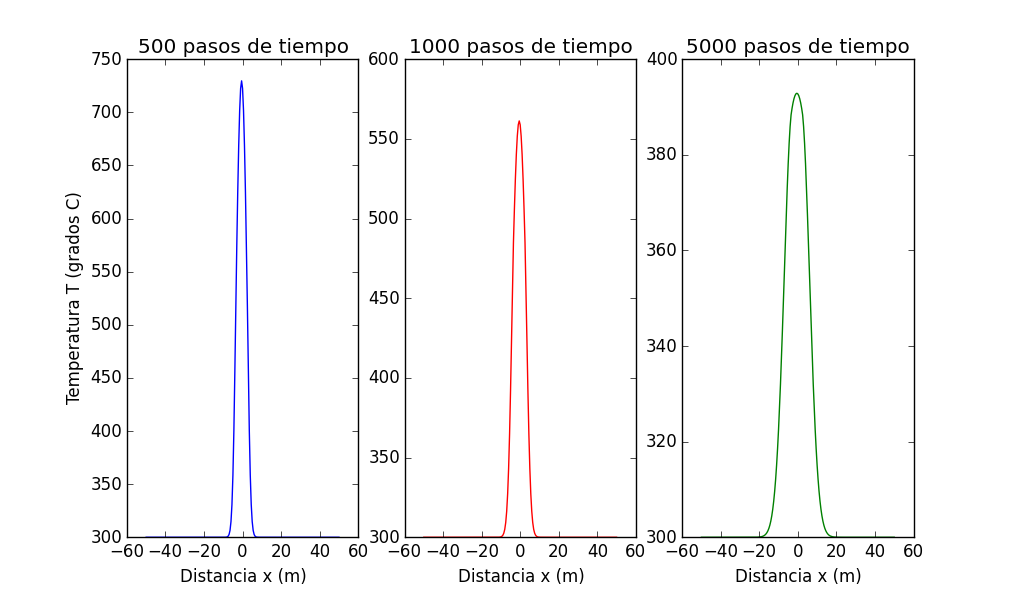 500 pasos de tiempo
1000 pasos de tiempo
5000 pasos de tiempo
Temperatura T (grados C)
750
700
650
600
550
500
450
400
350
300
−60 −40 −20 0 20 40 60
Distancia x (m)
600
550
500
450
400
350
300
−60 −40 −20 0 20 40 60
Distancia x (m)
400
380
360
340
320
300
−60 −40 −20 0 20 40 60
Distancia x (m)